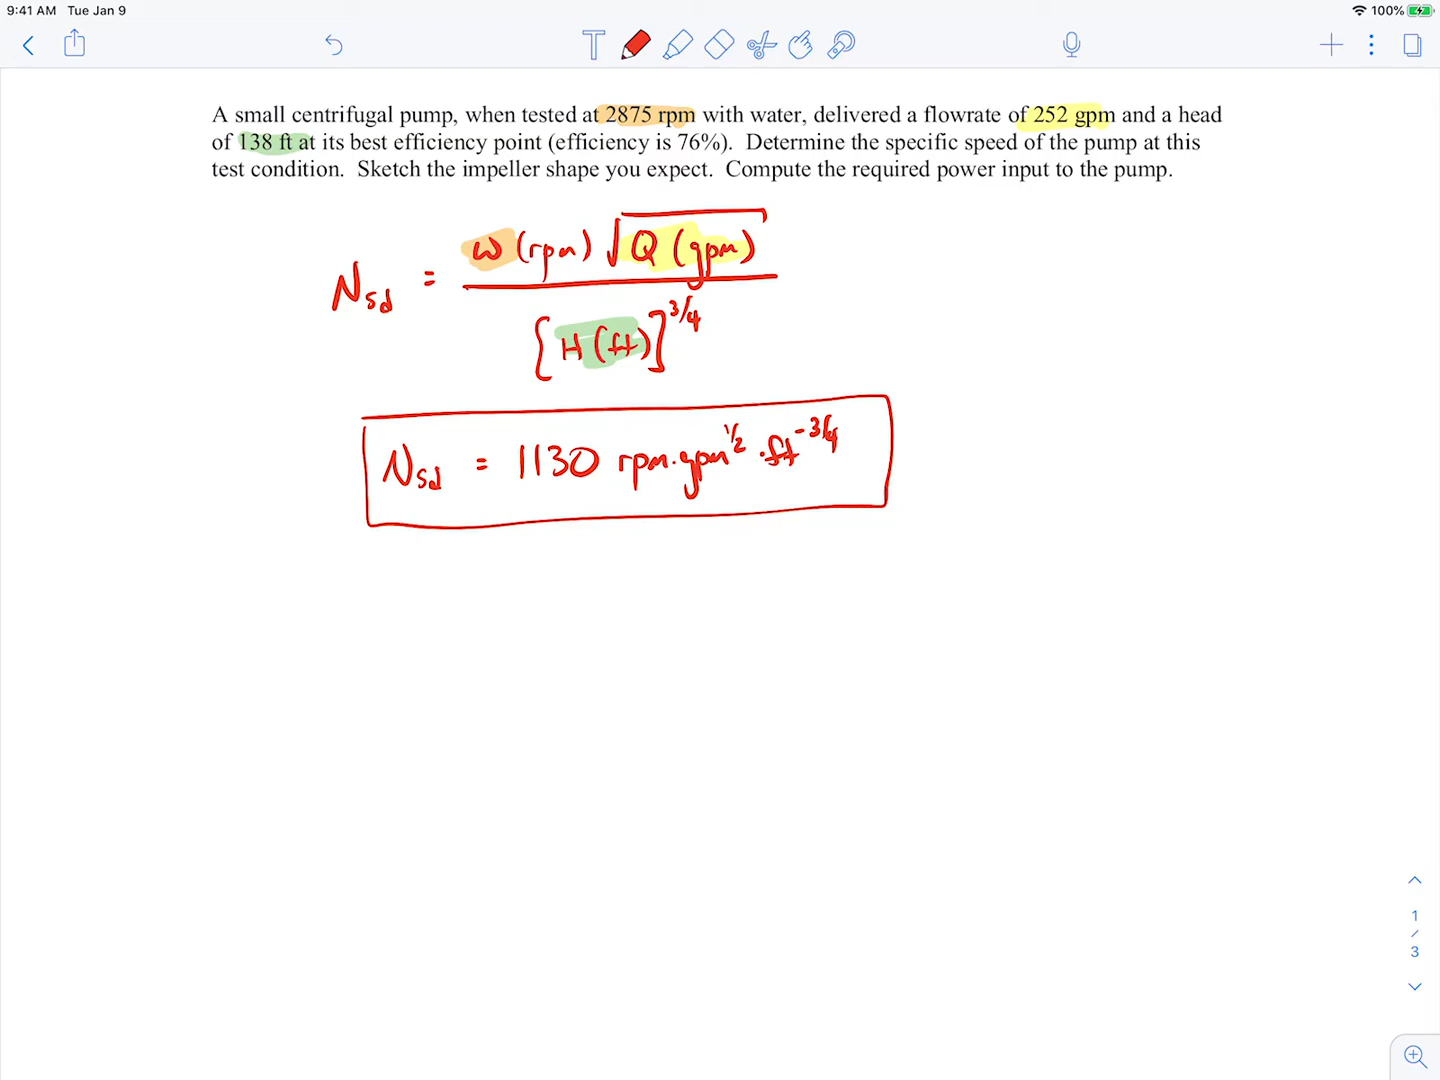 9:41 AM Tue Jan 9
100%
T
A small centrifugal pump, when tested at 2875 rpm with water, delivered a flowrate of 252 gpm and a head
of 138 ft at its best efficiency point (efficiency is 76%). Determine the specific speed of the pump at this
test condition. Sketch the impeller shape you expect. Compute the required power input to the pump.
N_sd = ω (rpm) √Q (gpm) / [H (ft)]^3/4
N_sd = 1130 rpm·gpm^1/2 ·ft^-3/4
1
/
3